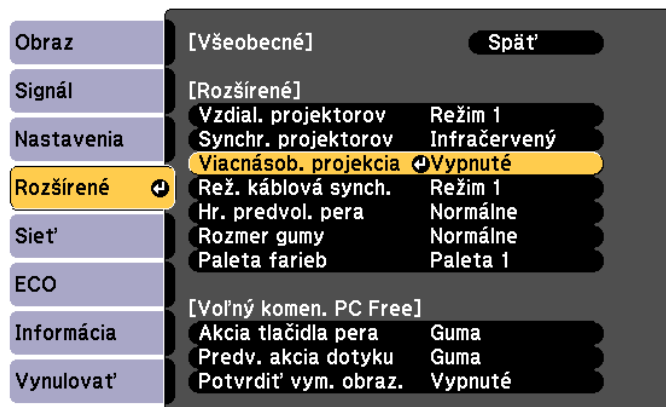 Obraz
Signál
Nastavenia
Rozšírené
Sieť
ECO
Informácia
Vynulovať
[Všeobecné] Späť
[Rozšírené]
Vzdial. projektorov Režim 1
Synchr. projektorov Infračervený
Viacnásob. projekcia Vypnuté
Rež. káblová synch. Režim 1
Hr. predvol. pera Normálne
Rozmer gumy Normálne
Paleta farieb Paleta 1
[Voľný komen. PC Free]
Akcia tlačidla pera Guma
Predv. akcia dotyku Guma
Potvrdiť vym. obraz. Vypnuté